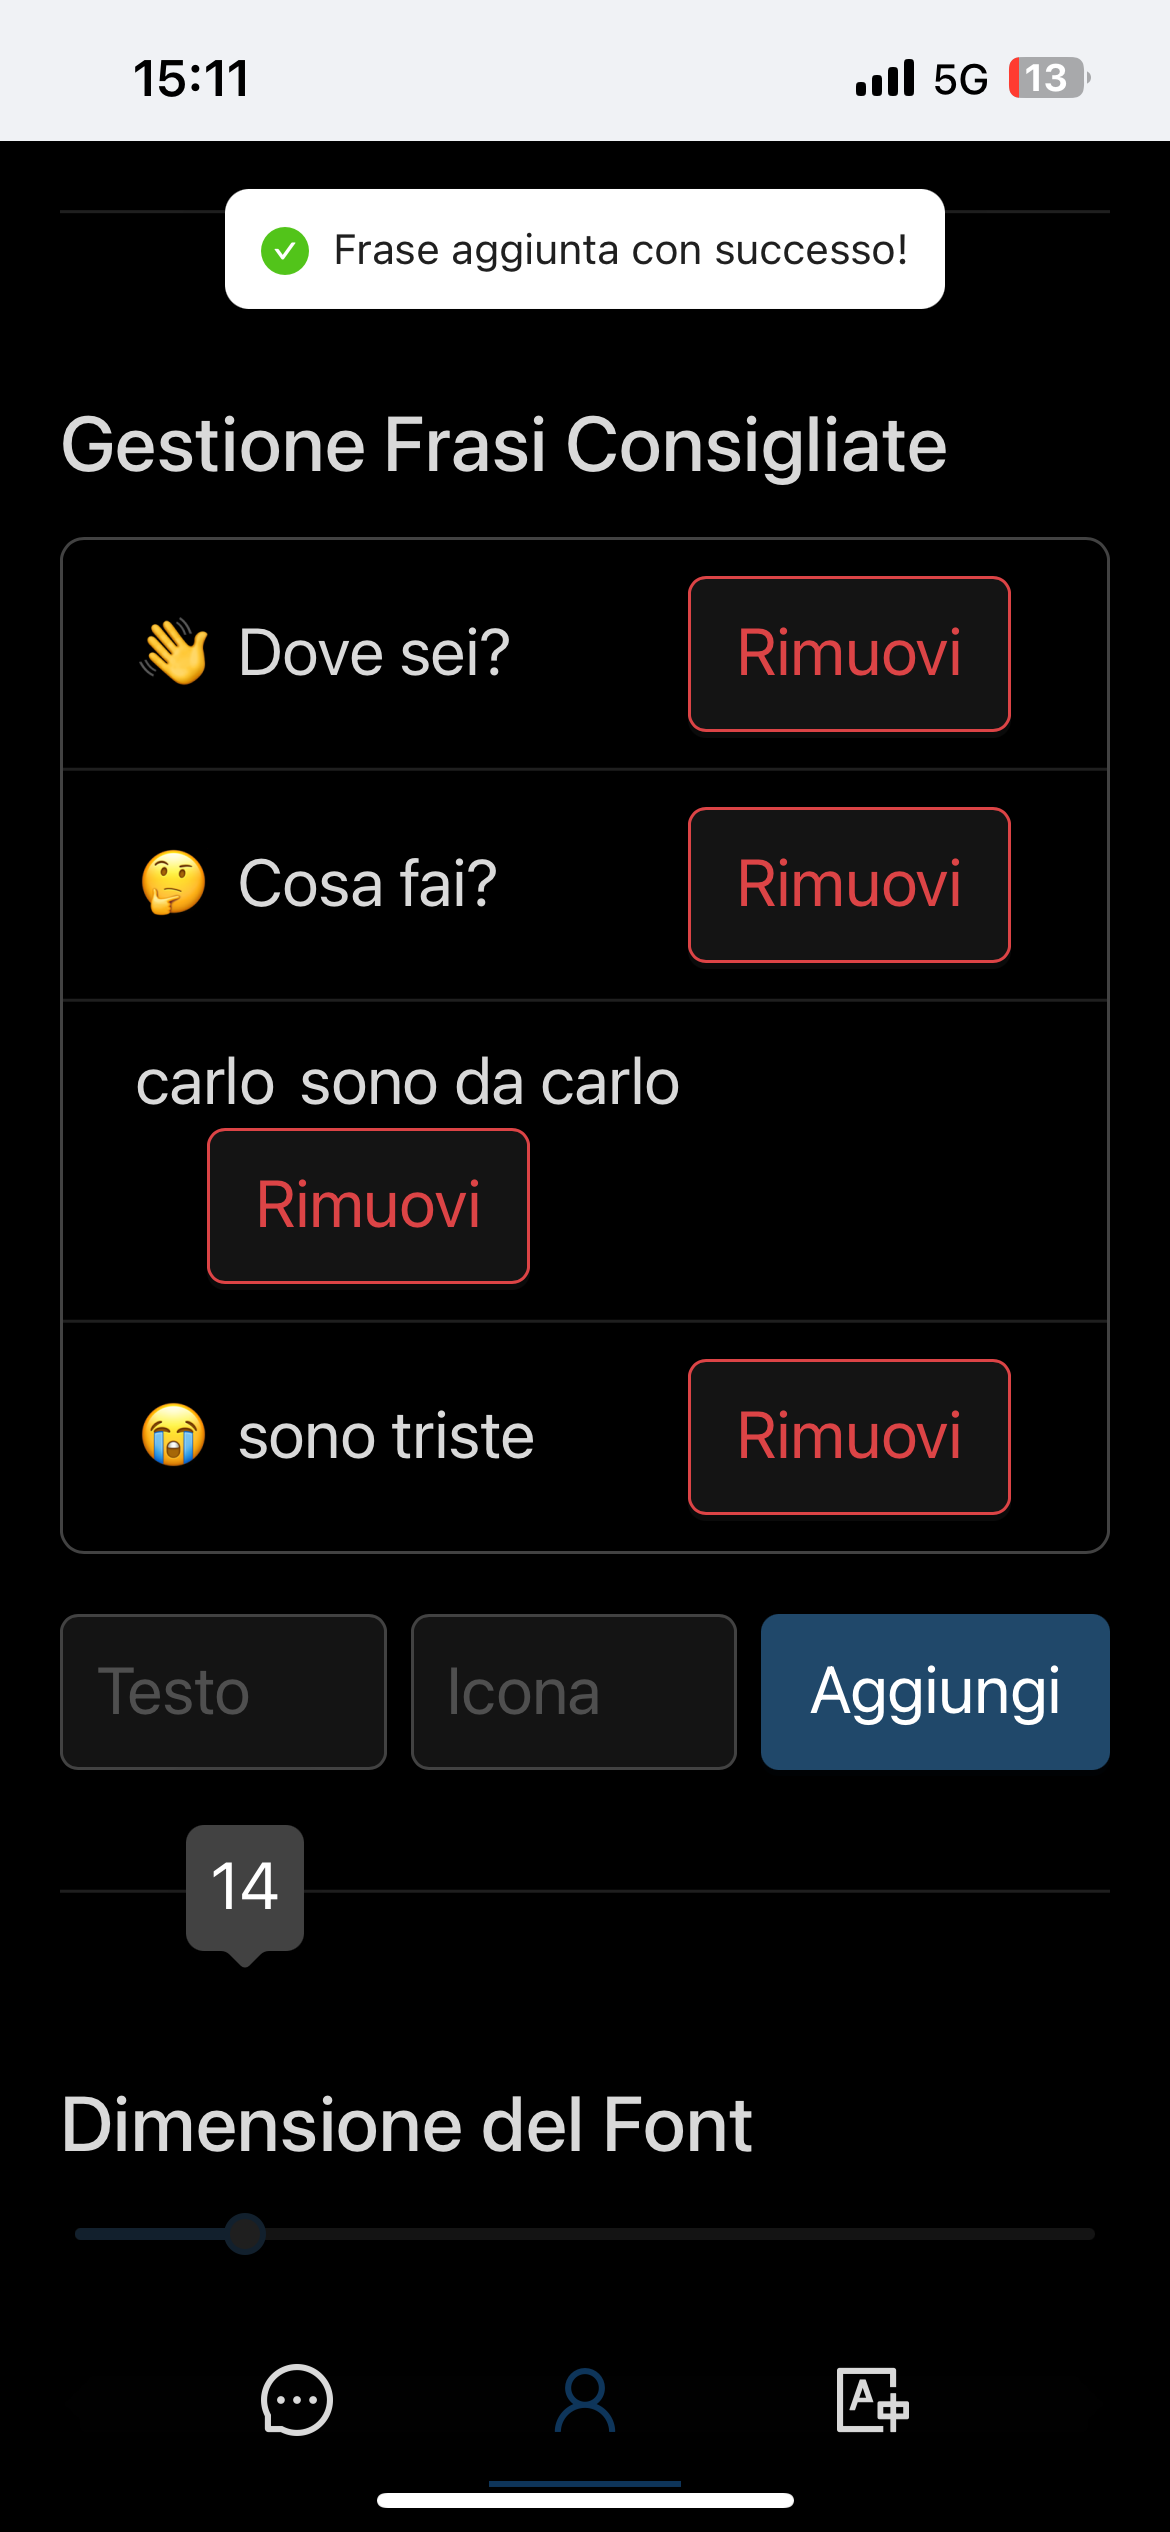 15:11 5G 13
Frase aggiunta con successo!
Gestione Frasi Consigliate
👋 Dove sei? Rimuovi
🤔 Cosa fai? Rimuovi
carlo sono da carlo
Rimuovi
😭 sono triste Rimuovi
Testo Icona Aggiungi
14
Dimensione del Font